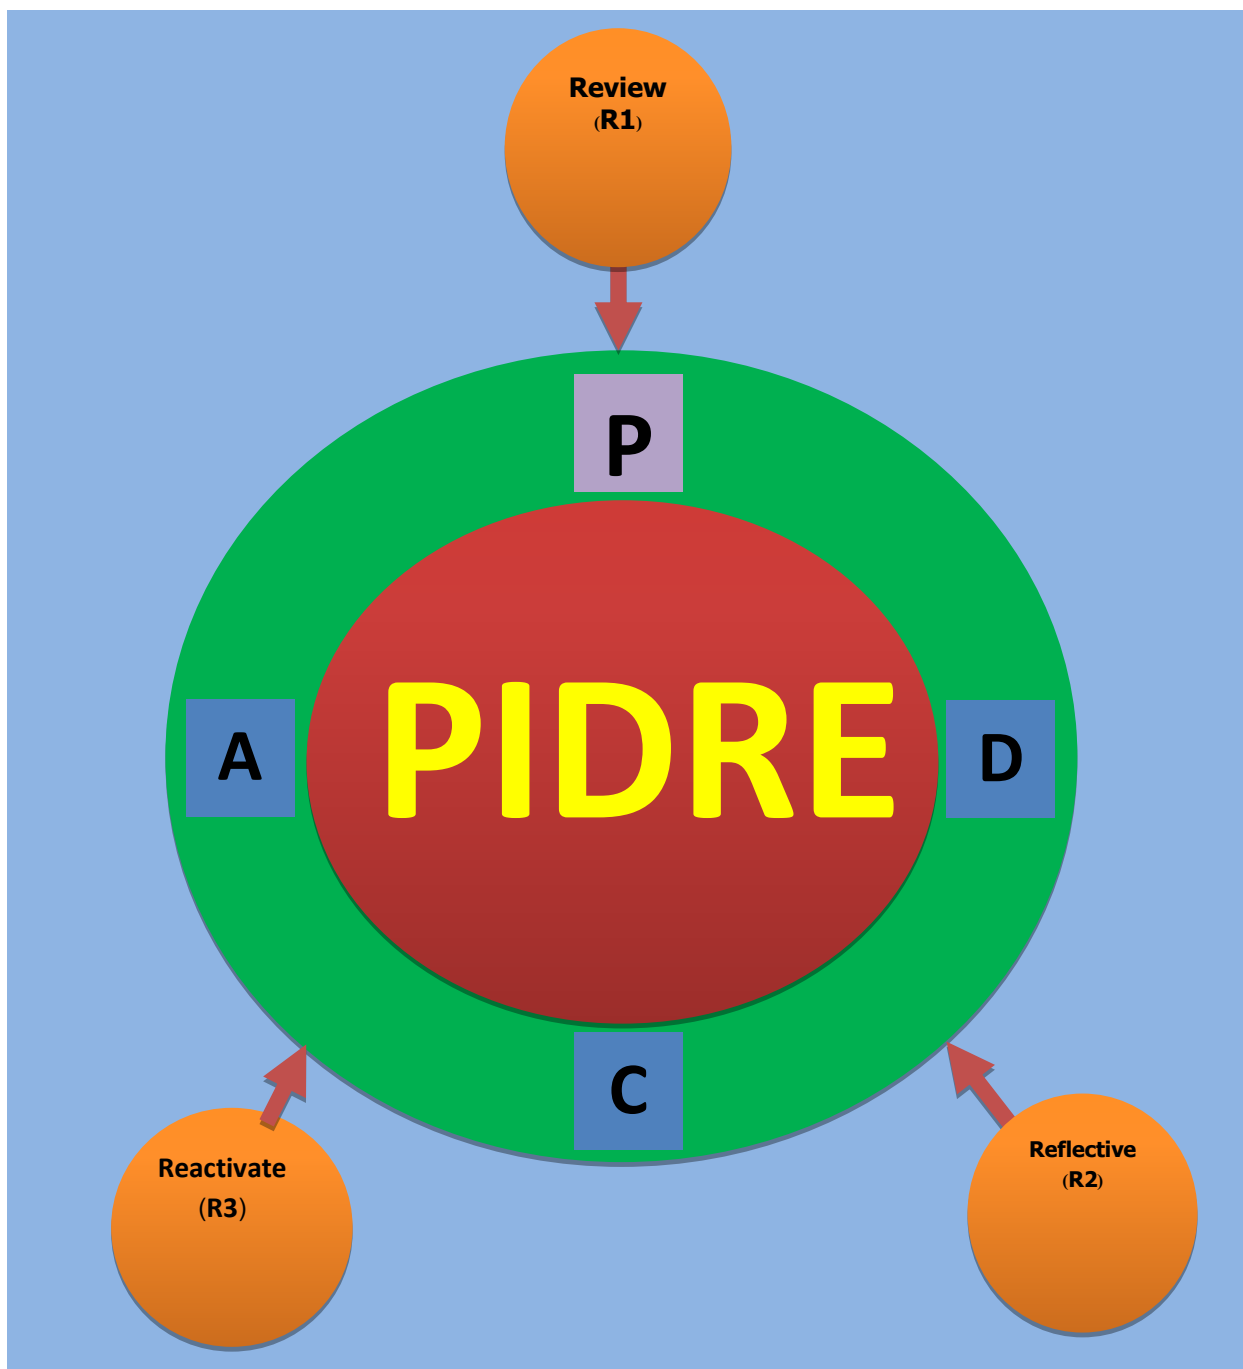 Review
(R1)
P
A
PIDRE
D
C
Reactivate
(R3)
Reflective
(R2)